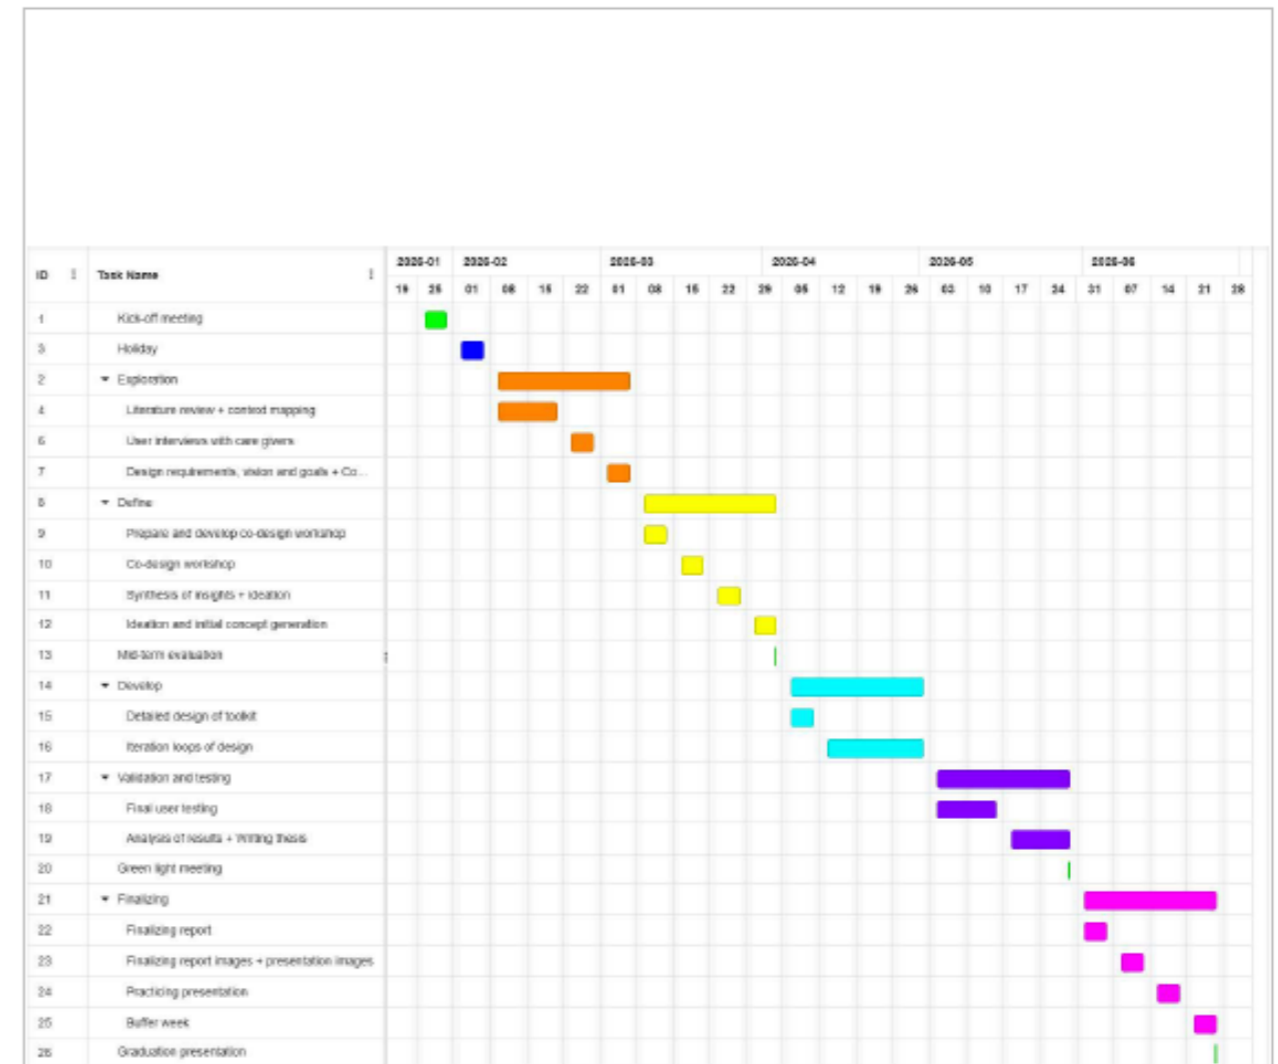 2026-01 2026-02 2026-03 2026-04 2026-05 2026-06
ID Task Name
19 25 01 08 15 22 01 08 15 22 29 05 12 19 26 03 10 17 24 31 07 14 21 28
1 Kick-off meeting
3 Holiday
2 Exploration
4 Literature review + context mapping
6 User interviews with care givers
7 Design requirements, vision and goals + Co...
8 Define
9 Prepare and develop co-design workshop
10 Co-design workshop
11 Synthesis of insights + ideation
12 Ideation and initial concept generation
13 Mid-term evaluation
14 Develop
15 Detailed design of toolkit
16 Iteration loops of design
17 Validation and testing
18 Final user testing
19 Analysis of results + Writing thesis
20 Green light meeting
21 Finalizing
22 Finalizing report
23 Finalizing report images + presentation images
24 Practicing presentation
25 Buffer week
26 Graduation presentation